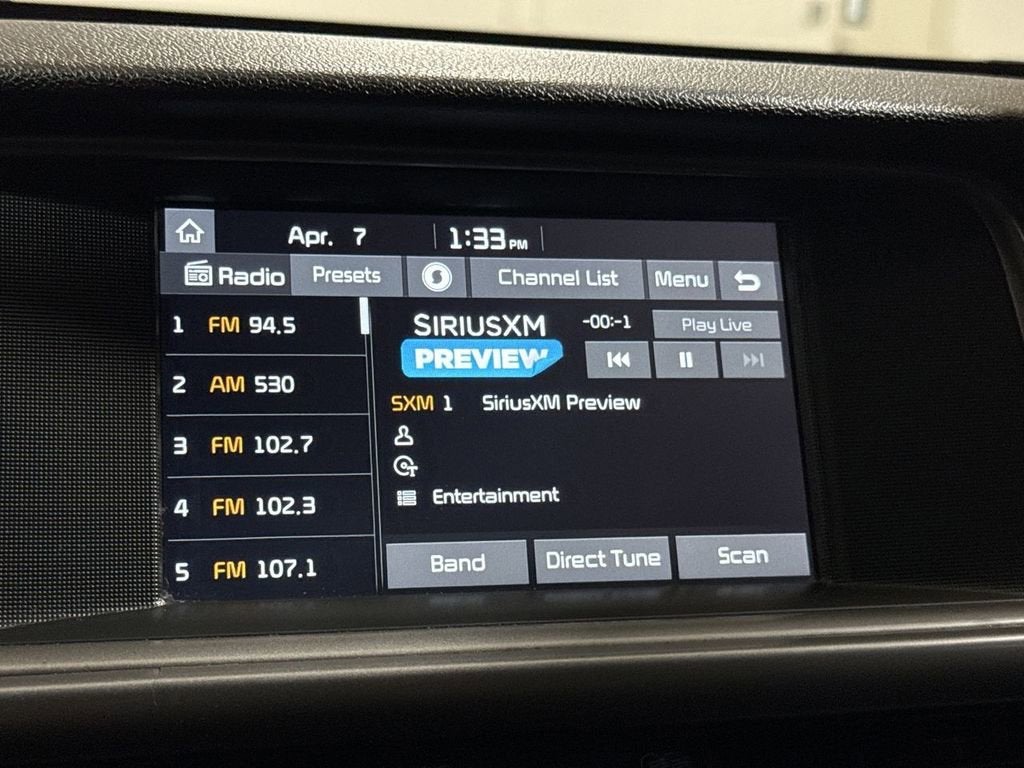 Apr. 7 1:33 PM
Radio Presets Channel List Menu
1 FM 94.5
2 AM 530
3 FM 102.7
4 FM 102.3
5 FM 107.1
SIRIUSXM
PREVIEW
-00:-1 Play Live
SXM 1 SiriusXM Preview
Entertainment
Band Direct Tune Scan